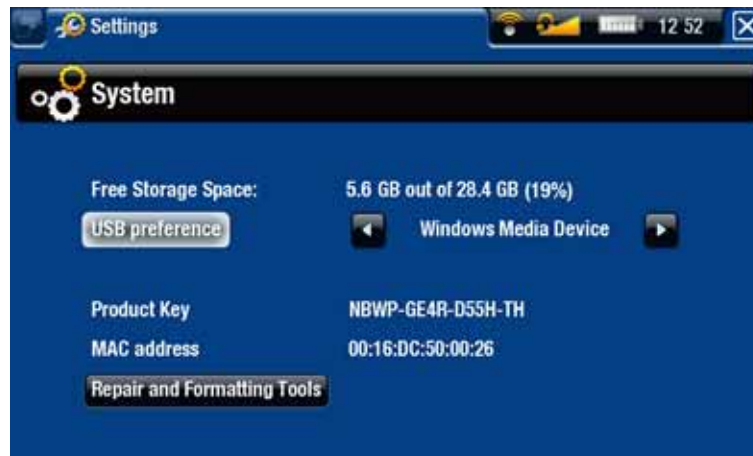 Settings 12 52
System
Free Storage Space: 5.6 GB out of 28.4 GB (19%)
USB preference Windows Media Device
Product Key NBWP-GE4R-D55H-TH
MAC address 00:16:DC:50:00:26
Repair and Formatting Tools